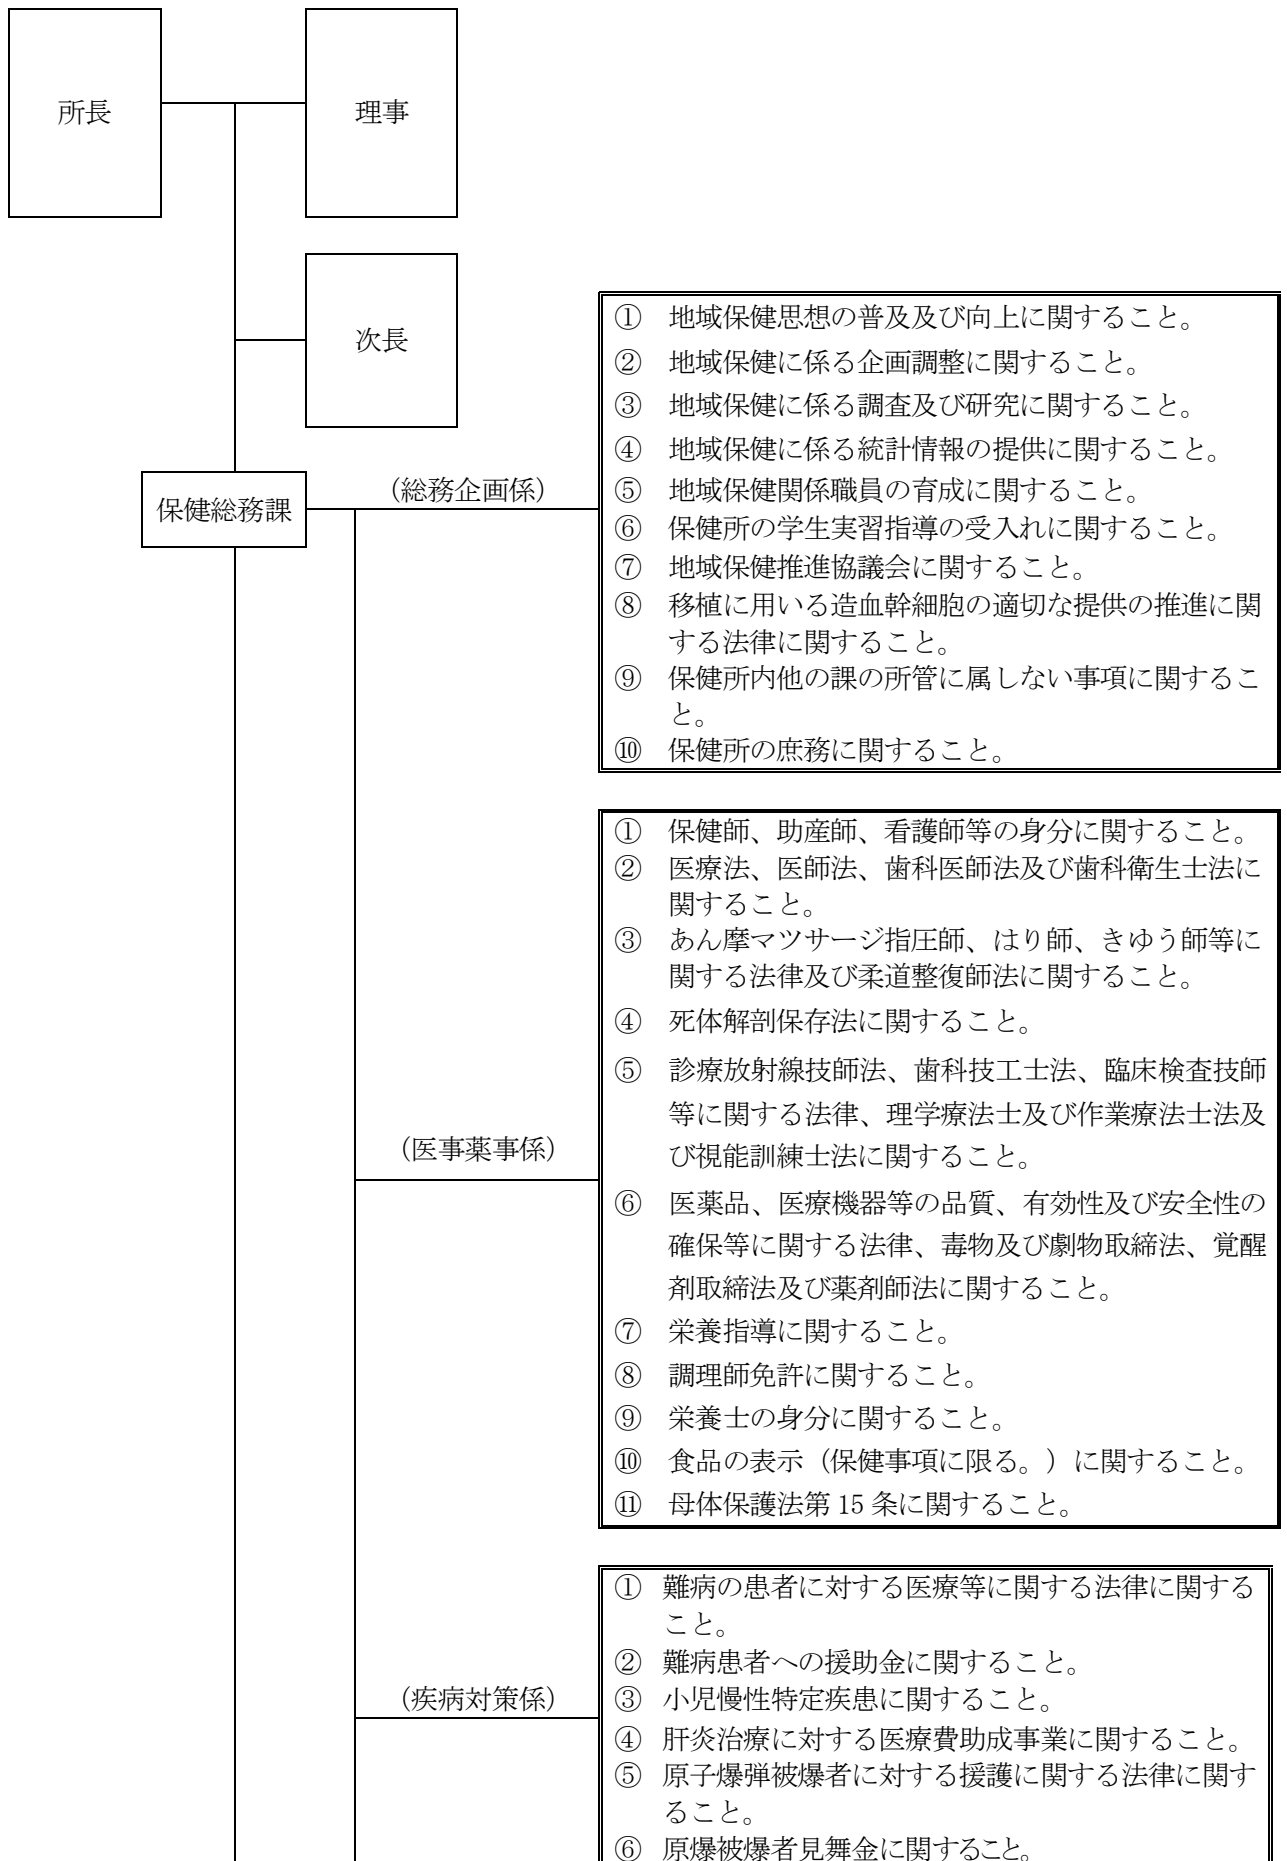 所長
理事
次長
保健総務課
（総務企画係）
① 地域保健思想の普及及び向上に関すること。
② 地域保健に係る企画調整に関すること。
③ 地域保健に係る調査及び研究に関すること。
④ 地域保健に係る統計情報の提供に関すること。
⑤ 地域保健関係職員の育成に関すること。
⑥ 保健所の学生実習指導の受入れに関すること。
⑦ 地域保健推進協議会に関すること。
⑧ 移植に用いる造血幹細胞の適切な提供の推進に関
する法律に関すること。
⑨ 保健所内他の課の所管に属しない事項に関するこ
と。
⑩ 保健所の庶務に関すること。
（医事薬事係）
① 保健師、助産師、看護師等の身分に関すること。
② 医療法、医師法、歯科医師法及び歯科衛生士法に
関すること。
③ あん摩マツサージ指圧師、はり師、きゆう師等に
関する法律及び柔道整復師法に関すること。
④ 死体解剖保存法に関すること。
⑤ 診療放射線技師法、歯科技工士法、臨床検査技師
等に関する法律、理学療法士及び作業療法士法及
び視能訓練士法に関すること。
⑥ 医薬品、医療機器等の品質、有効性及び安全性の
確保等に関する法律、毒物及び劇物取締法、覚醒
剤取締法及び薬剤師法に関すること。
⑦ 栄養指導に関すること。
⑧ 調理師免許に関すること。
⑨ 栄養士の身分に関すること。
⑩ 食品の表示（保健事項に限る。）に関すること。
⑪ 母体保護法第 15 条に関すること。
（疾病対策係）
① 難病の患者に対する医療等に関する法律に関する
こと。
② 難病患者への援助金に関すること。
③ 小児慢性特定疾患に関すること。
④ 肝炎治療に対する医療費助成事業に関すること。
⑤ 原子爆弾被爆者に対する援護に関する法律に関す
ること。
⑥ 原爆被爆者見舞金に関すること。